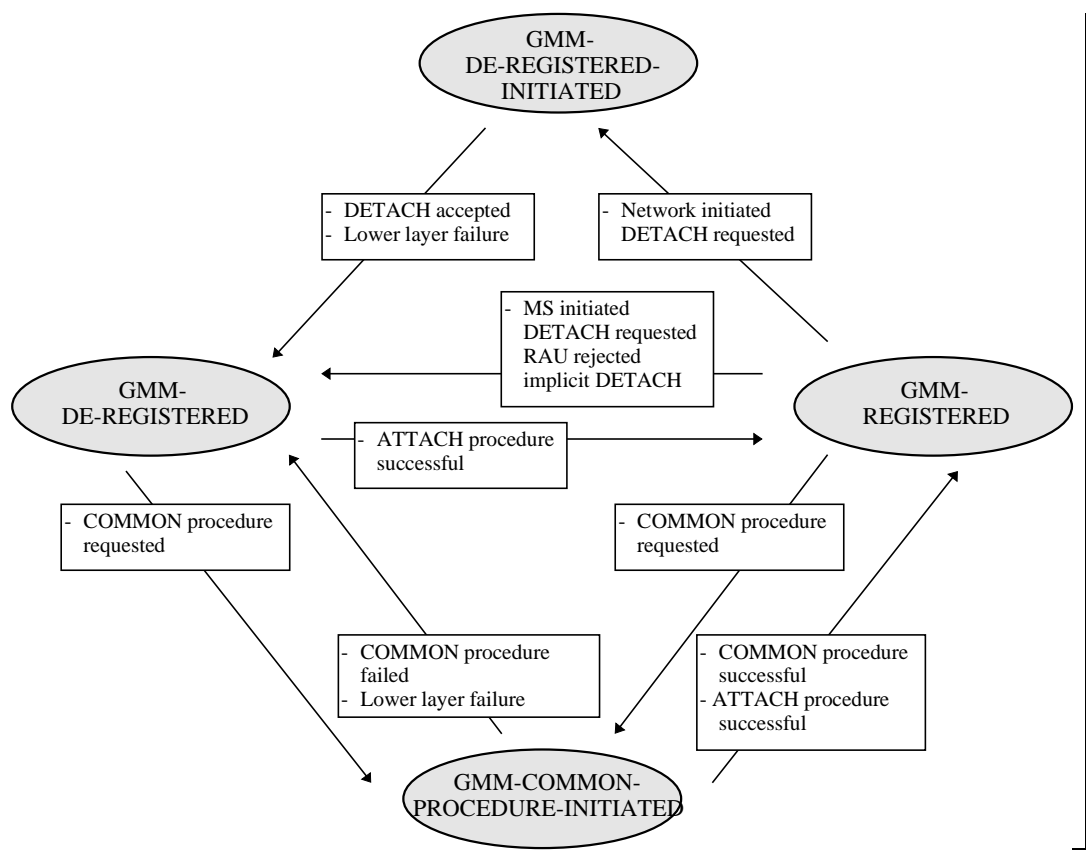 GMM-
DE-REGISTERED-
INITIATED
- DETACH accepted
- Lower layer failure
- Network initiated
DETACH requested
- MS initiated
DETACH requested
RAU rejected
implicit DETACH
GMM-
DE-REGISTERED
GMM-
REGISTERED
- ATTACH procedure
successful
- COMMON procedure
requested
- COMMON procedure
requested
- COMMON procedure
failed
- Lower layer failure
- COMMON procedure
successful
- ATTACH procedure
successful
GMM-COMMON-
PROCEDURE-INITIATED